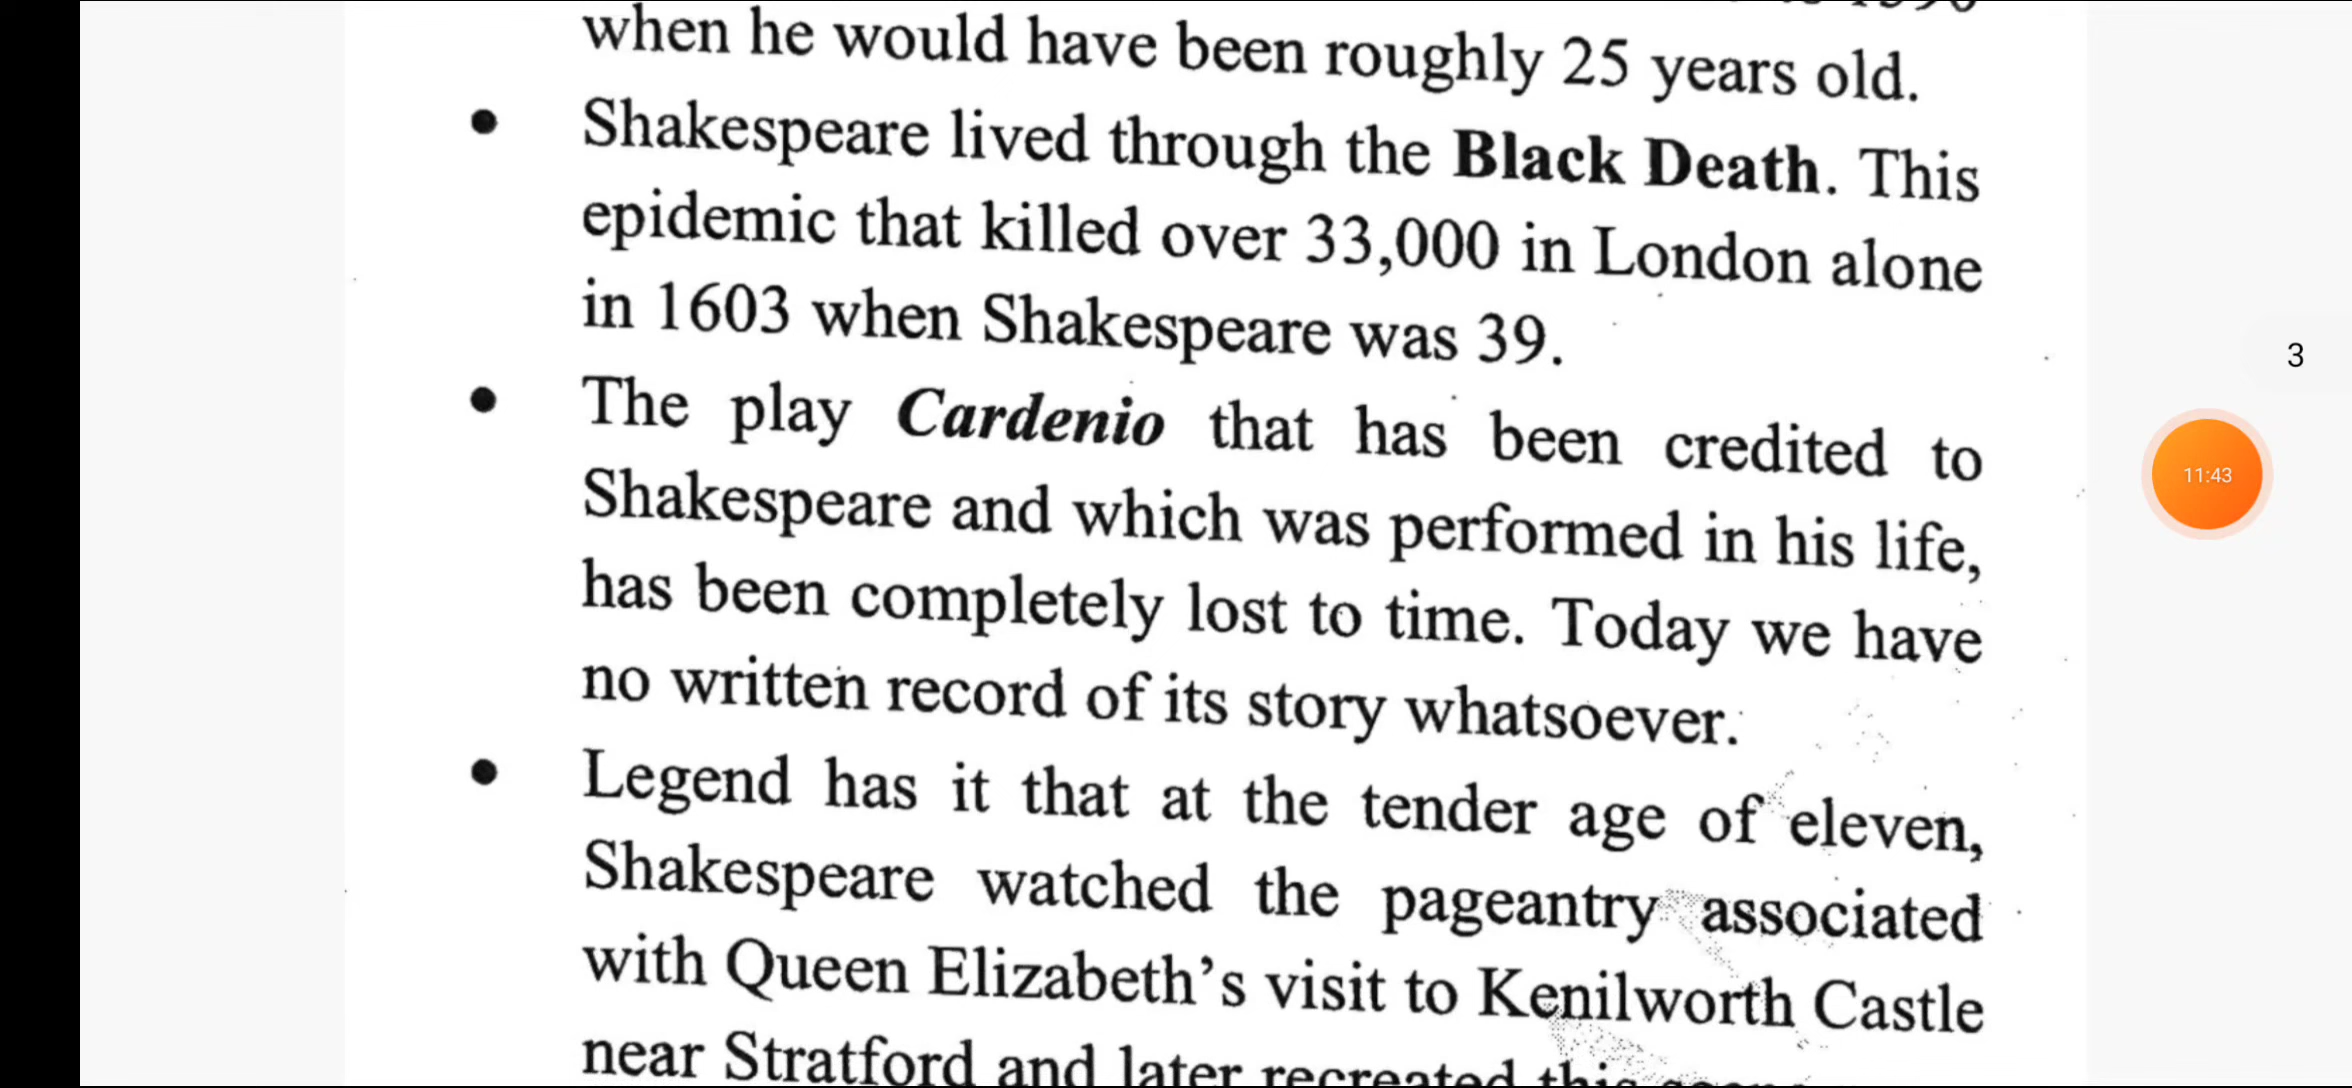 when he would have been roughly 25 years old.
• Shakespeare lived through the Black Death. This
epidemic that killed over 33,000 in London alone
in 1603 when Shakespeare was 39.
• The play Cardenio that has been credited to
Shakespeare and which was performed in his life,
has been completely lost to time. Today we have
no written record of its story whatsoever.
• Legend has it that at the tender age of eleven,
Shakespeare watched the pageantry associated
with Queen Elizabeth’s visit to Kenilworth Castle
near Stratford and later recreated this
3
11:43